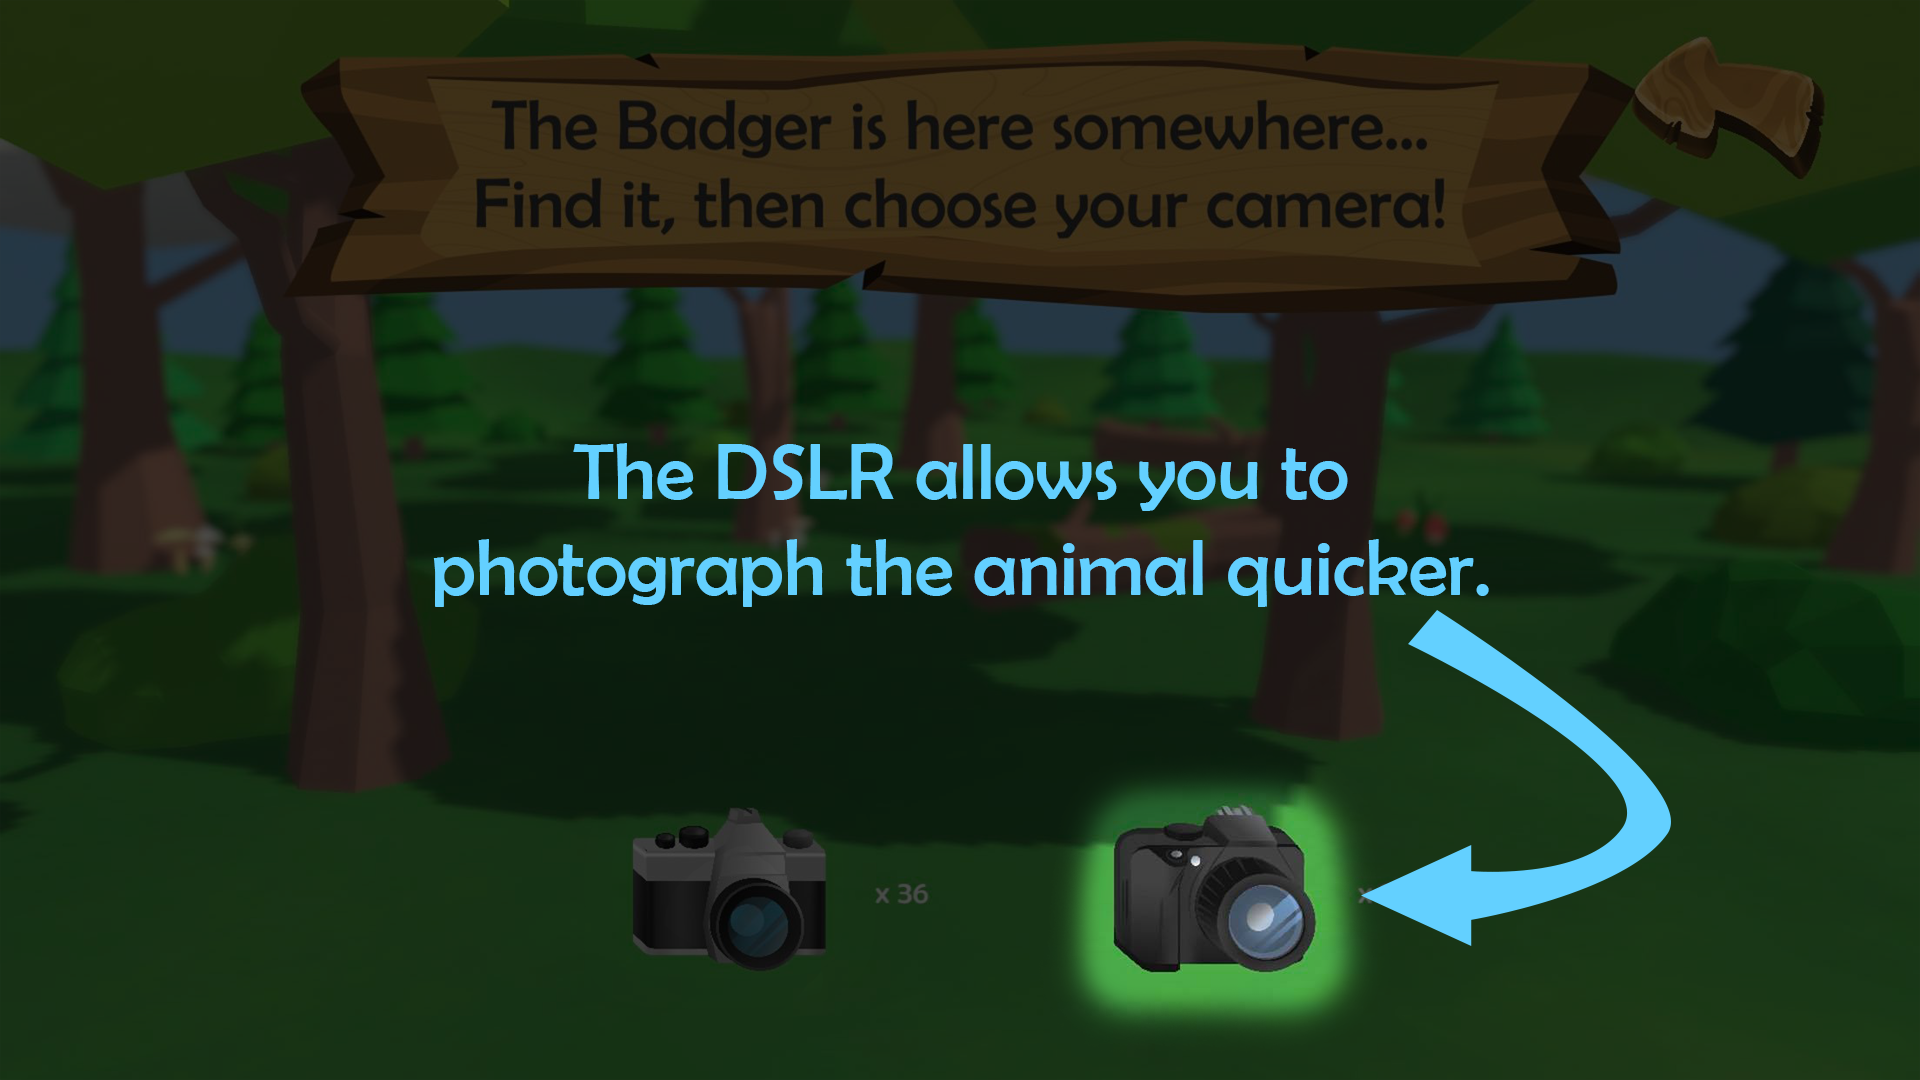 The Badger is here somewhere...
Find it, then choose your camera!
The DSLR allows you to
photograph the animal quicker.
x 36
x